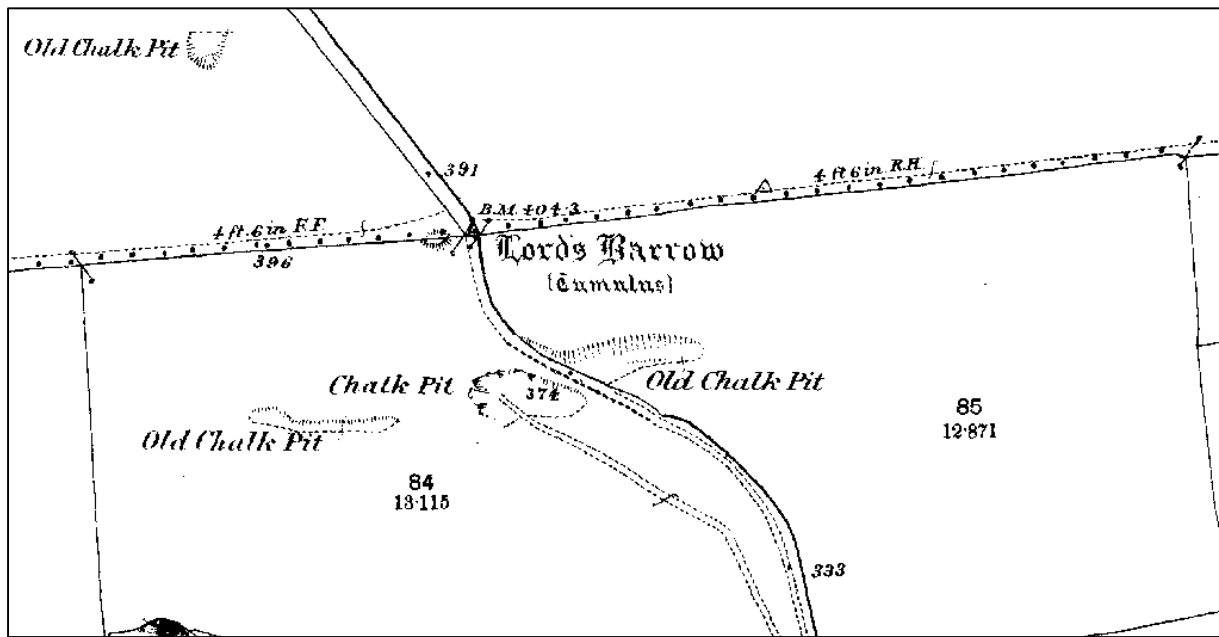 Old Chalk Pit
391
4 ft 6 in R.H.
B.M. 404.3
4 ft. 6 in F.F.
396
Lord's Barrow
(Tumulus)
Chalk Pit
374
Old Chalk Pit
Old Chalk Pit
85
12·871
84
13·115
333